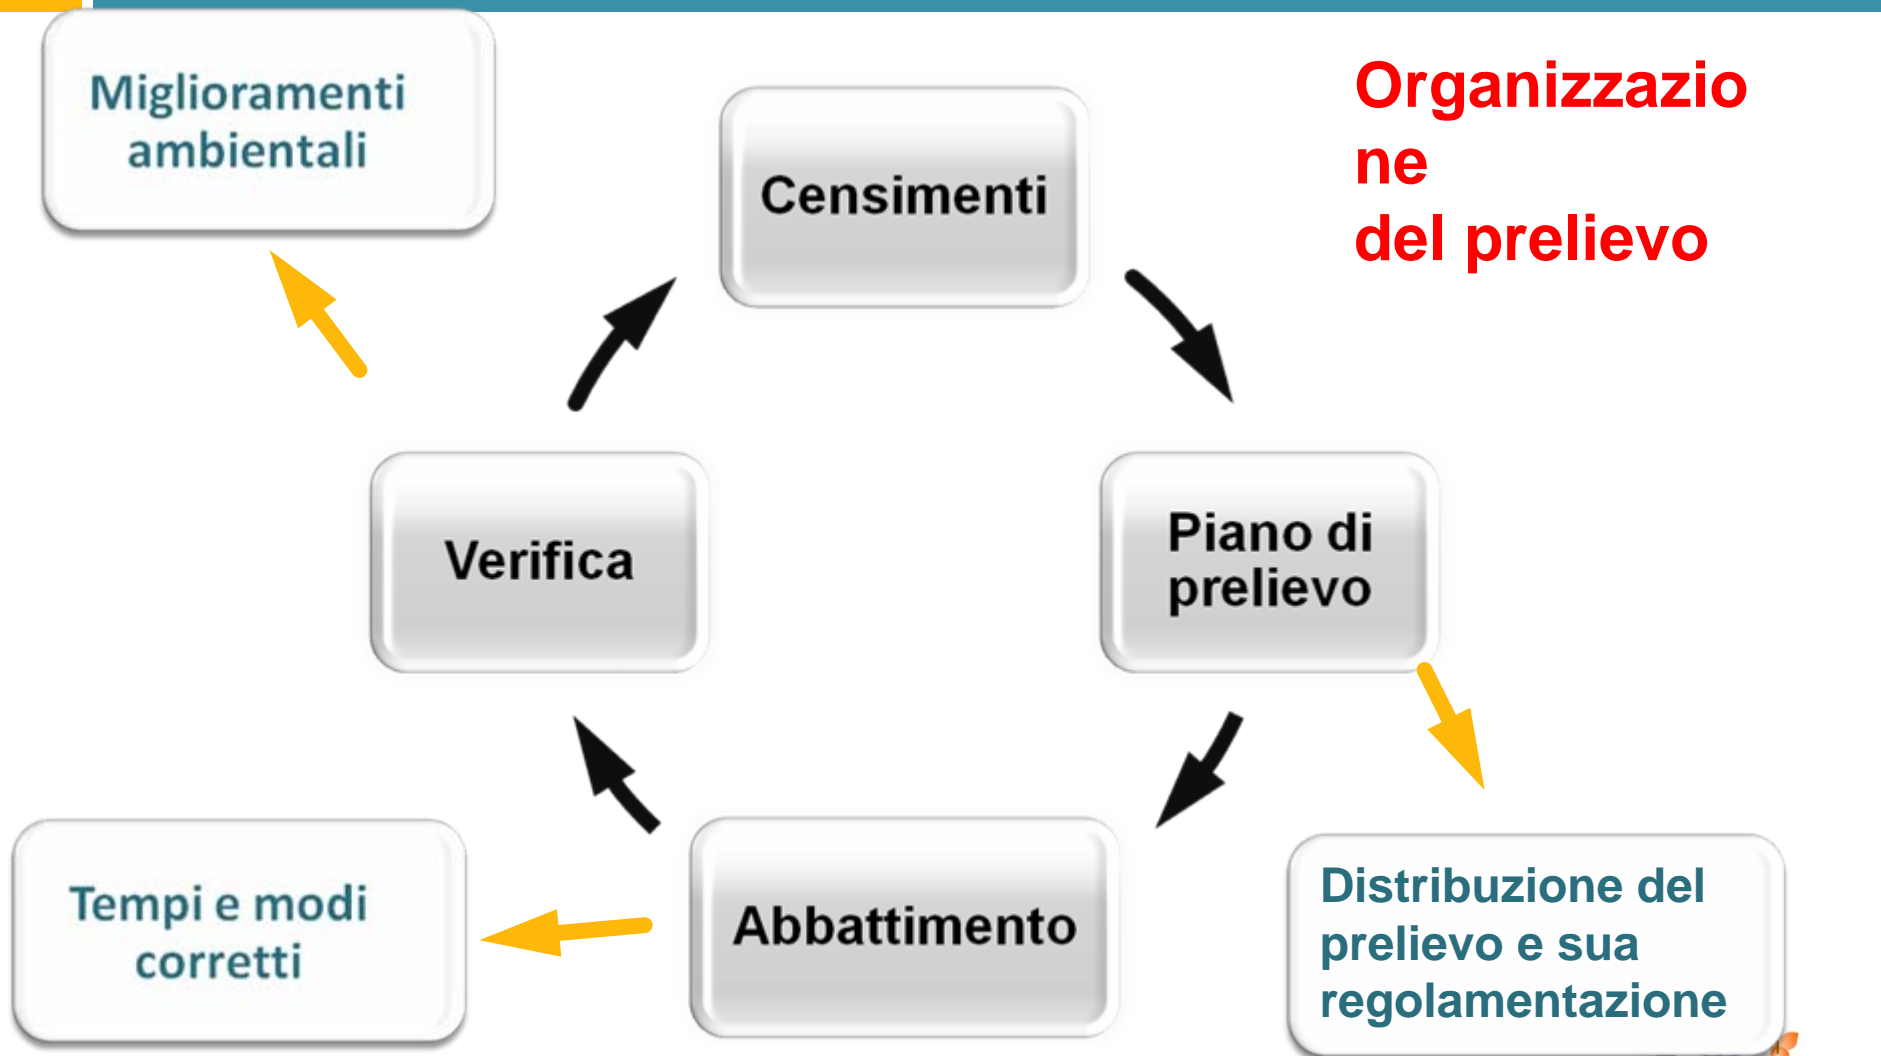 Miglioramenti
ambientali
Organizzazio
ne
del prelievo
Censimenti
Verifica
Piano di
prelievo
Tempi e modi
corretti
Abbattimento
Distribuzione del
prelievo e sua
regolamentazione